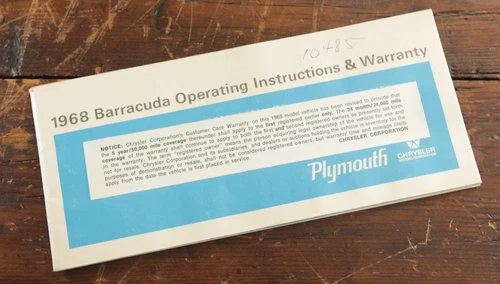 10485
1968 Barracuda Operating Instructions & Warranty
NOTICE: Chrysler Corporation's Customer Care Warranty on this 1968 model vehicle has been revised to provide that
the 5 year/50,000 mile coverage thereunder shall apply to the first registered owner only. The 24 month/24,000 mile
coverage of the warranty shall continue to apply to both the first and second registered owners as presently set forth
in the warranty. The term "registered owner" means the person acquiring legal ownership of the vehicle for use and
not for resale. Chrysler Corporation and its subsidiaries, and dealers or auctions holding the vehicle in inventory for the
purposes of demonstration or resale, shall not be considered registered owners, but warranty time and mileage limits
apply from the date the vehicle is first placed in service.
CHRYSLER CORPORATION
Plymouth
CHRYSLER